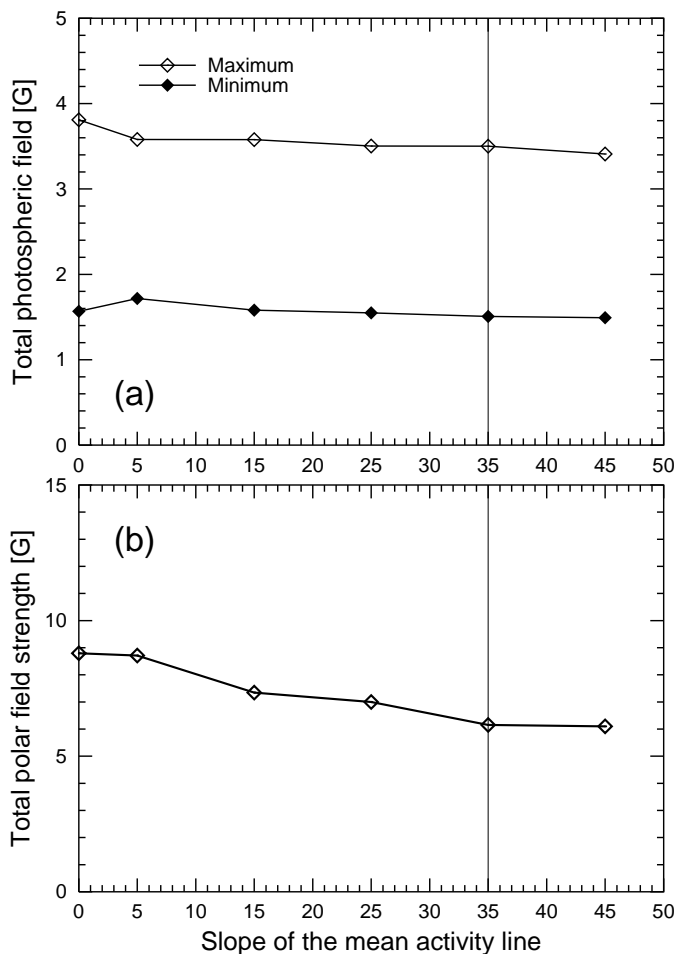 Total photospheric field [G]
5
4
3
2
1
0
Maximum
Minimum
(a)
0 5 10 15 20 25 30 35 40 45 50
Total polar field strength [G]
15
10
5
0
(b)
0 5 10 15 20 25 30 35 40 45 50
Slope of the mean activity line